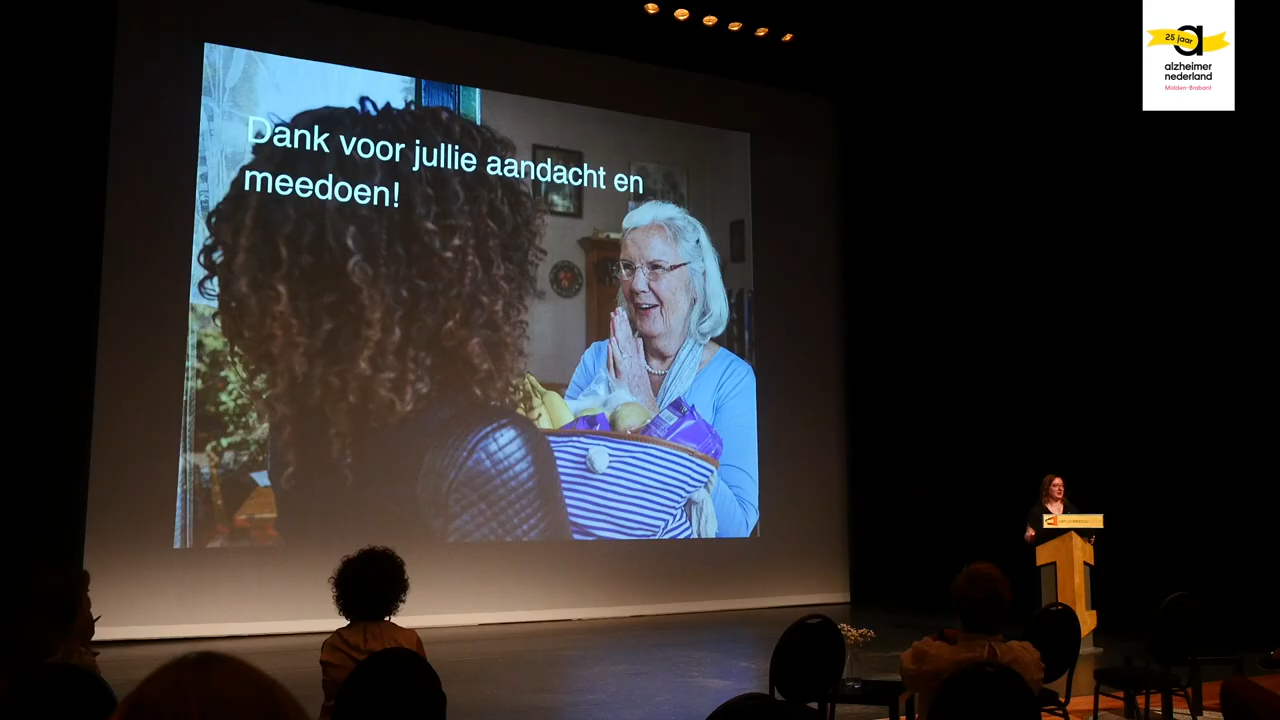 Dank voor jullie aandacht en
meedoen!
25 jaar
alzheimer
nederland
Midden-Brabant